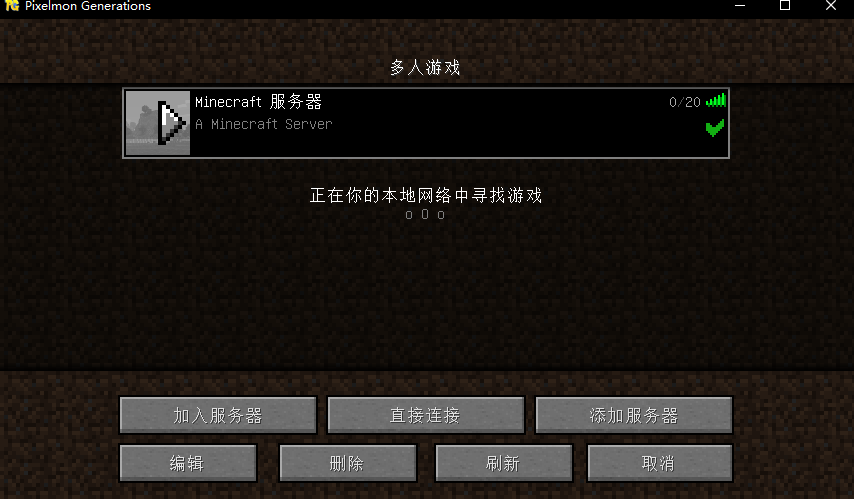 Pixelmon Generations
多人游戏
Minecraft 服务器 0/20
A Minecraft Server
正在你的本地网络中寻找游戏
o O o
加入服务器 直接连接 添加服务器
编辑 删除 刷新 取消